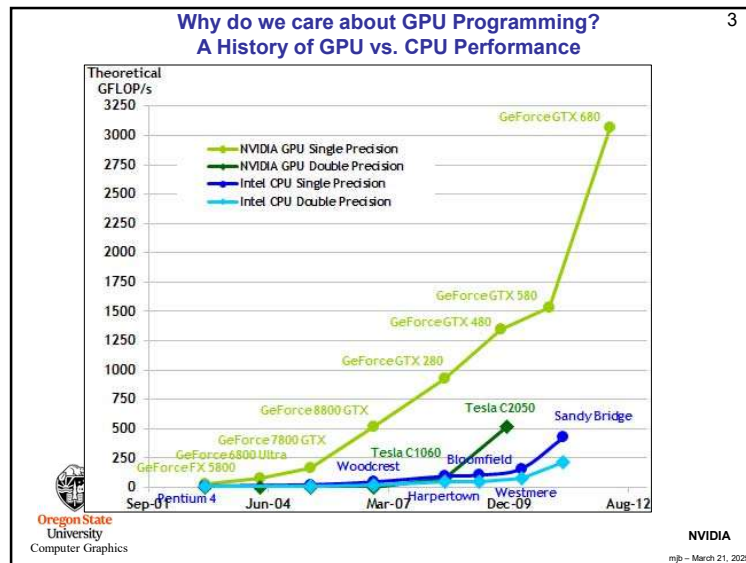 Why do we care about GPU Programming?
A History of GPU vs. CPU Performance
3
Theoretical
GFLOP/s
3250
3000
2750
2500
2250
2000
1750
1500
1250
1000
750
500
250
0
GeForce GTX 680
NVIDIA GPU Single Precision
NVIDIA GPU Double Precision
Intel CPU Single Precision
Intel CPU Double Precision
GeForce GTX 580
GeForce GTX 480
GeForce GTX 280
GeForce 8800 GTX
GeForce 7800 GTX
GeForce 6800 Ultra
GeForce FX 5800
Tesla C2050
Sandy Bridge
Tesla C1060
Bloomfield
Woodcrest
Pentium 4
Harpertown
Westmere
Sep-01
Jun-04
Mar-07
Dec-09
Aug-12
Oregon State
University
Computer Graphics
NVIDIA
mjb – March 21, 2025